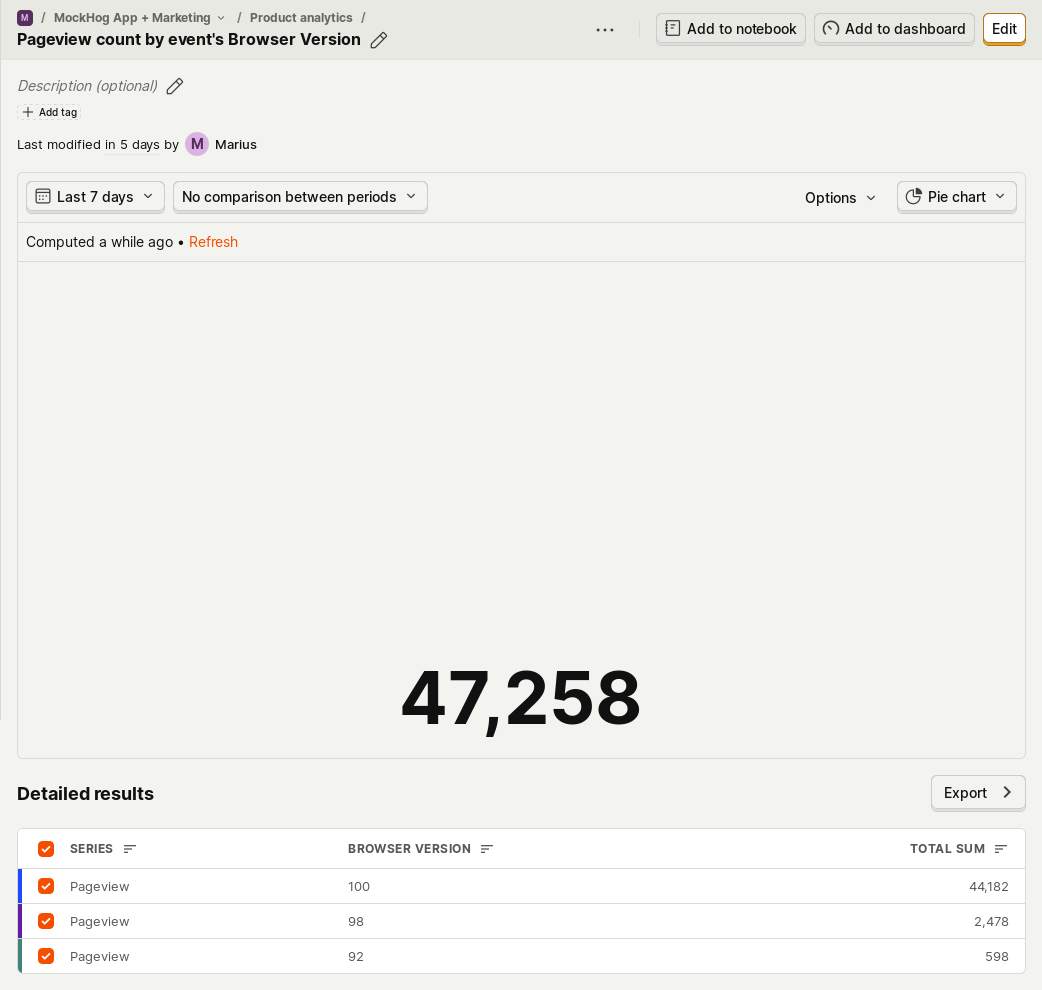 M / MockHog App + Marketing / Product analytics /
Pageview count by event's Browser Version
Add to notebook
Add to dashboard
Edit
Description (optional)
Add tag
Last modified in 5 days by M Marius
Last 7 days
No comparison between periods
Options
Pie chart
Computed a while ago • Refresh
47,258
Detailed results
Export
SERIES BROWSER VERSION TOTAL SUM
Pageview 100 44,182
Pageview 98 2,478
Pageview 92 598